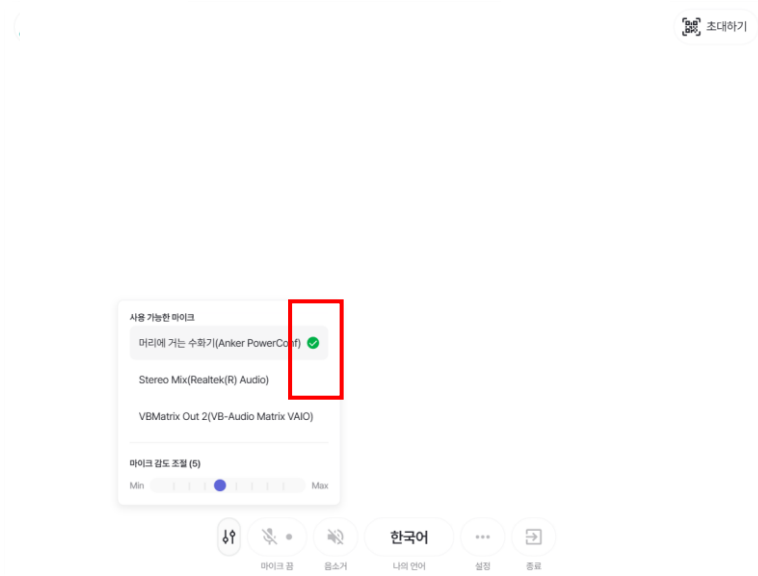 초대하기
사용 가능한 마이크
머리에 거는 수화기(Anker PowerConf)
Stereo Mix(Realtek(R) Audio)
VBMatrix Out 2(VB-Audio Matrix VAIO)
마이크 감도 조절 (5)
Min Max
한국어
마이크 끔 음소거 나의 언어 설정 종료